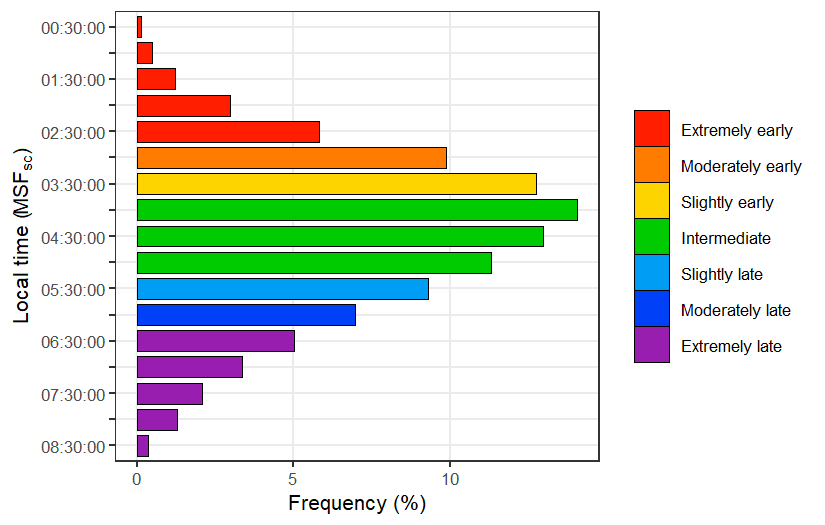 00:30:00
01:30:00
02:30:00
03:30:00
04:30:00
05:30:00
06:30:00
07:30:00
08:30:00
Local time (MSFsc)
0 5 10
Frequency (%)
Extremely early
Moderately early
Slightly early
Intermediate
Slightly late
Moderately late
Extremely late